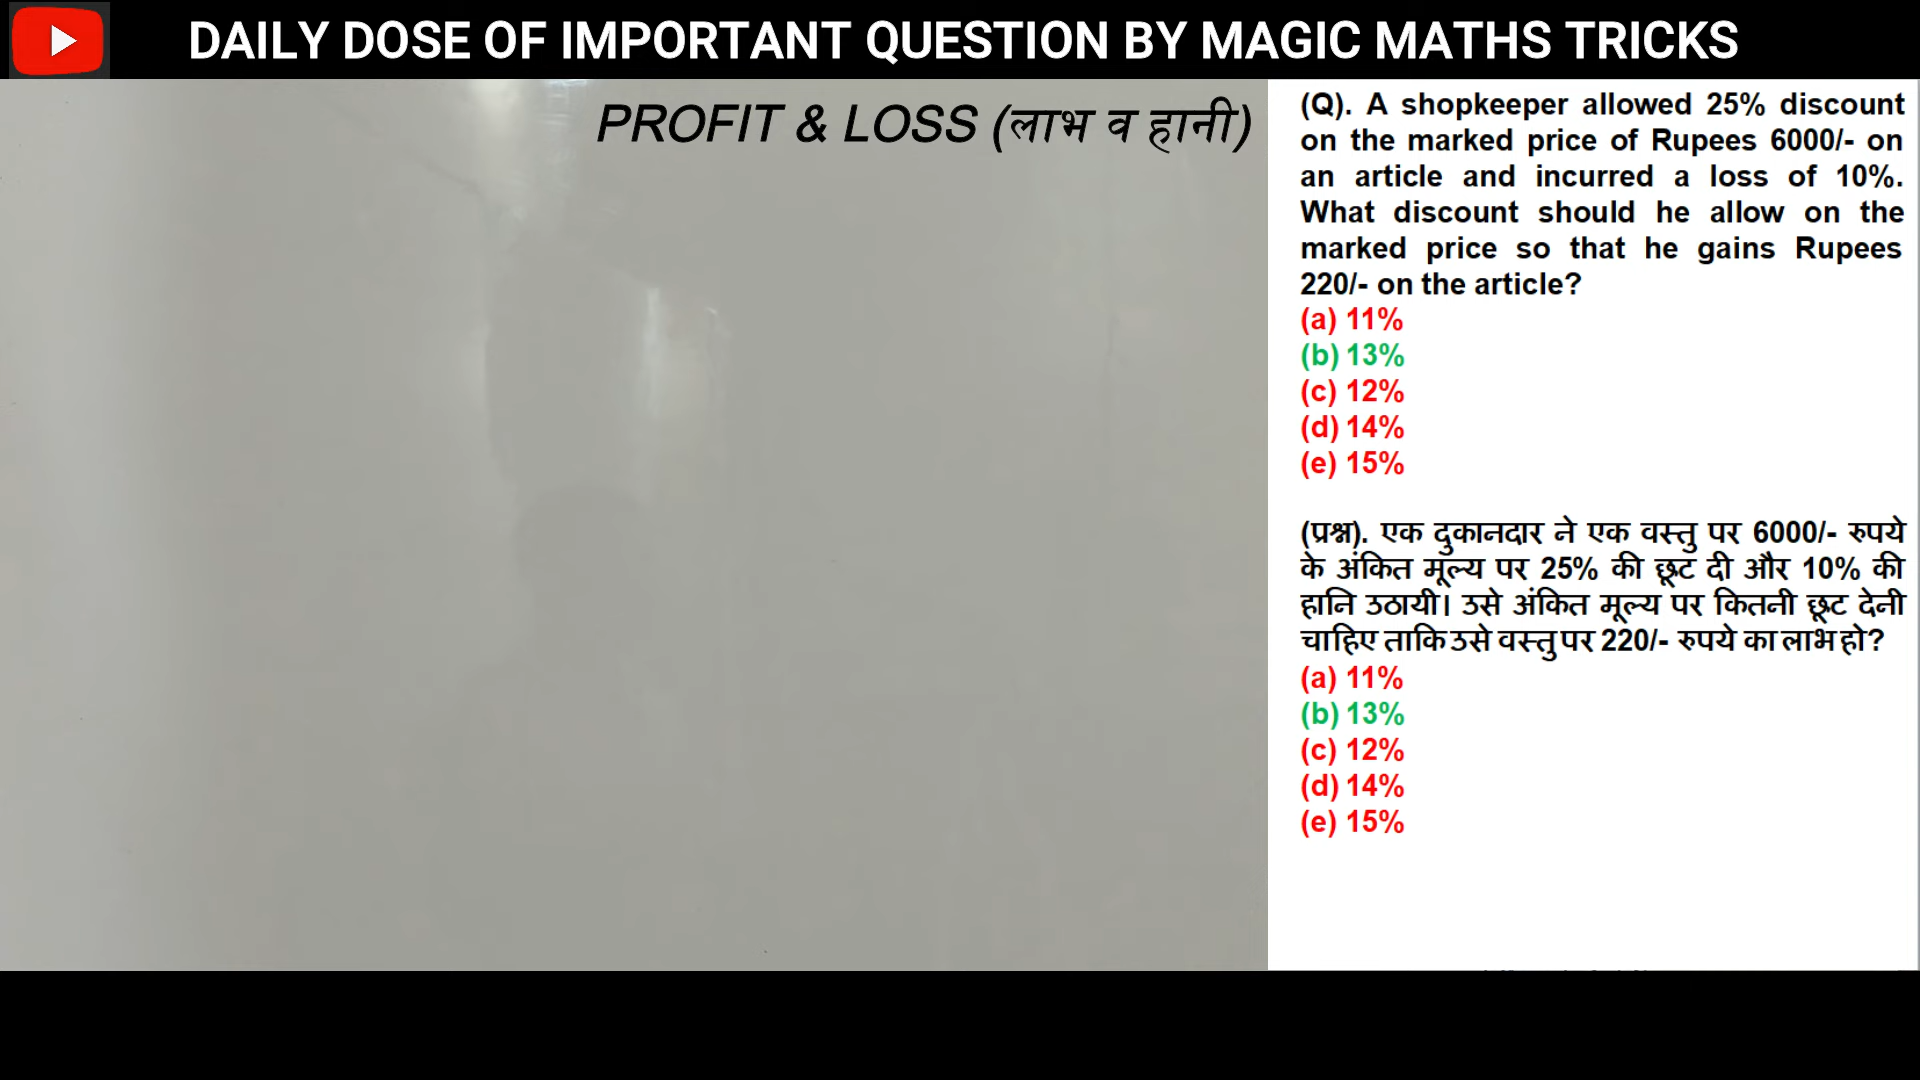 DAILY DOSE OF IMPORTANT QUESTION BY MAGIC MATHS TRICKS
PROFIT & LOSS (लाभ व हानी)
(Q). A shopkeeper allowed 25% discount
on the marked price of Rupees 6000/- on
an article and incurred a loss of 10%.
What discount should he allow on the
marked price so that he gains Rupees
220/- on the article?
(a) 11%
(b) 13%
(c) 12%
(d) 14%
(e) 15%
(प्रश्न). एक दुकानदार ने एक वस्तु पर 6000/- रुपये
के अंकित मूल्य पर 25% की छूट दी और 10% की
हानि उठायी। उसे अंकित मूल्य पर कितनी छूट देनी
चाहिए ताकि उसे वस्तु पर 220/- रुपये का लाभ हो?
(a) 11%
(b) 13%
(c) 12%
(d) 14%
(e) 15%